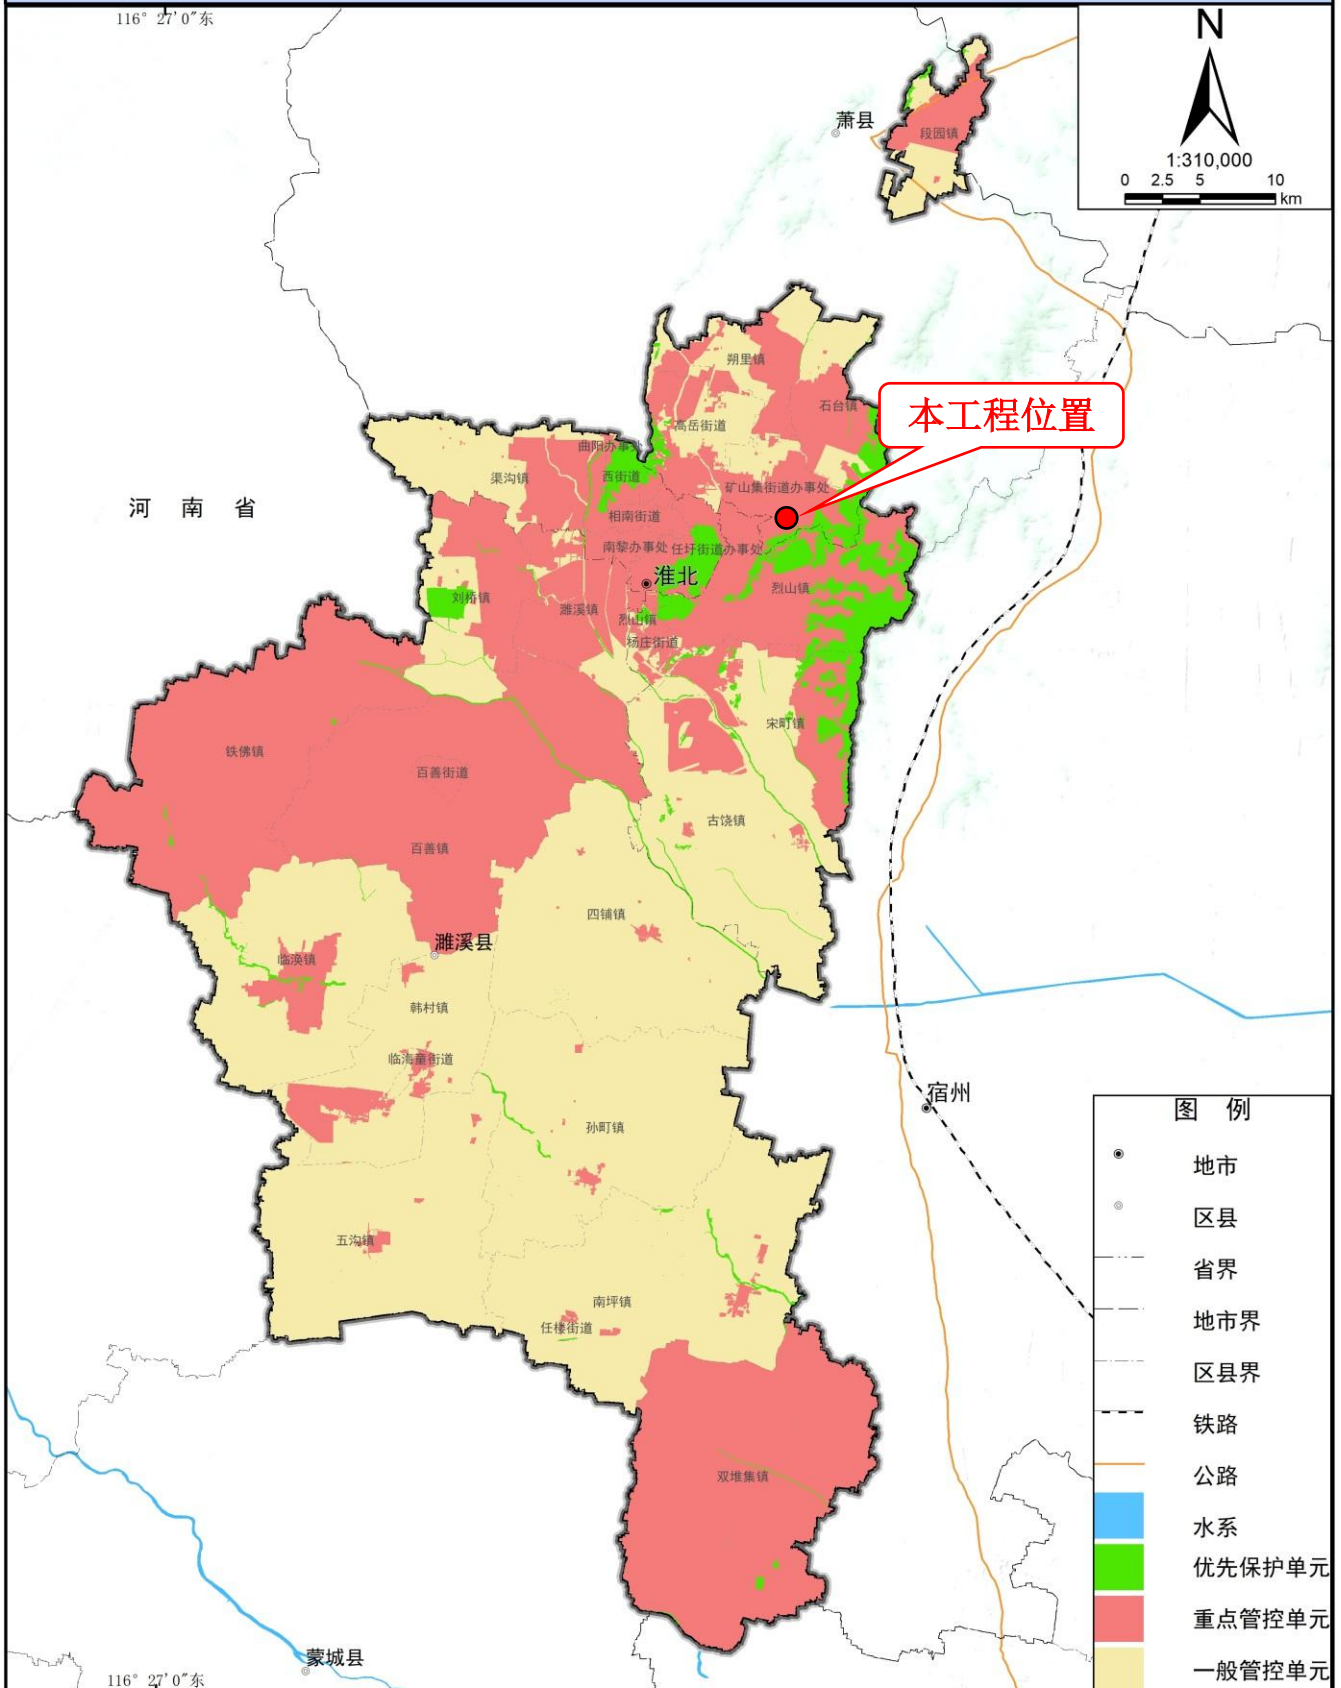 116° 27′0″东
N
1:310,000
0 2.5 5 10
km
萧县
段园镇
朔里镇
石台镇
本工程位置
高岳街道
曲阳办事处
渠沟镇
西街道
矿山集街道办事处
河南省
相南街道
南黎办事处
任圩街道办事处
淮北
烈山镇
刘桥镇
濉溪镇
烈山镇
杨庄街道
宋町镇
铁佛镇
百善街道
古饶镇
百善镇
四铺镇
濉溪县
临涣镇
韩村镇
临海童街道
宿州
孙町镇
五沟镇
南坪镇
任楼街道
双堆集镇
蒙城县
116° 27′0″东
图例
地市
区县
省界
地市界
区县界
铁路
公路
水系
优先保护单元
重点管控单元
一般管控单元